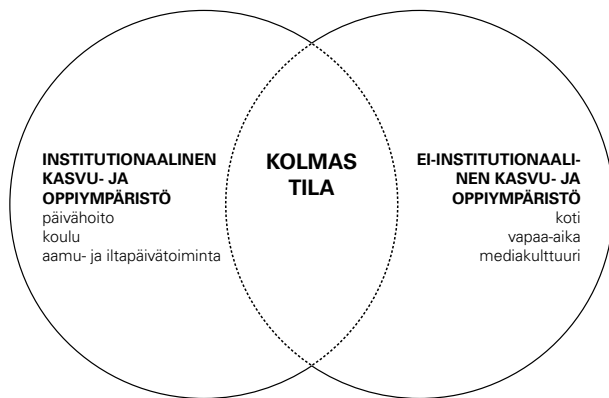 INSTITUTIONAALINEN
KASVU- JA
OPPIYMPÄRISTÖ
päivähoito
koulu
aamu- ja iltapäivätoiminta
KOLMAS
TILA
EI-INSTITUTIONAALI-
NEN KASVU- JA
OPPIYMPÄRISTÖ
koti
vapaa-aika
mediakulttuuri